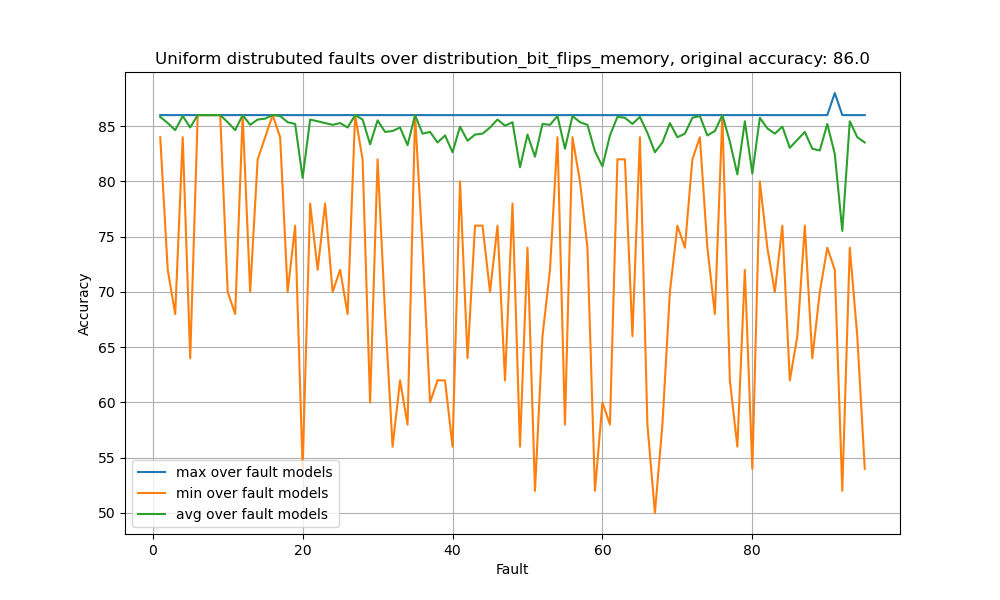 Uniform distrubuted faults over distribution_bit_flips_memory, original accuracy: 86.0
Accuracy
85
80
75
70
65
60
55
50
max over fault models
min over fault models
avg over fault models
0 20 40 60 80
Fault